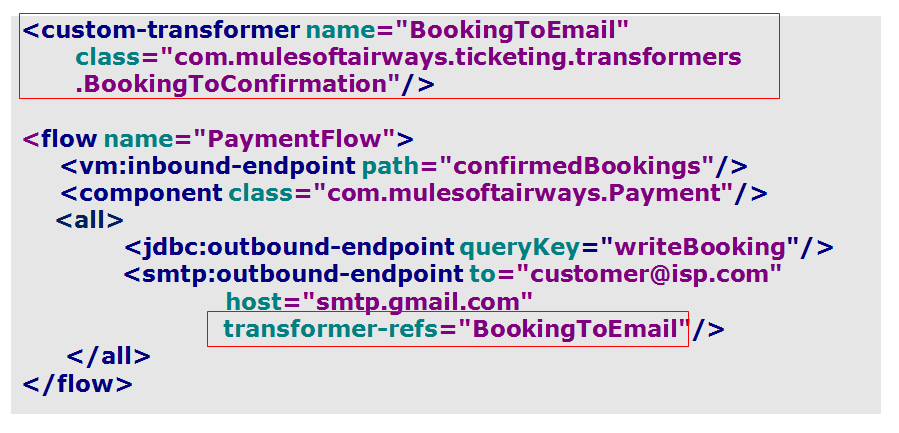 <custom-transformer name="BookingToEmail"
class="com.mulesoftairways.ticketing.transformers
.BookingToConfirmation"/>
<flow name="PaymentFlow">
<vm:inbound-endpoint path="confirmedBookings"/>
<component class="com.mulesoftairways.Payment"/>
<all>
<jdbc:outbound-endpoint queryKey="writeBooking"/>
<smtp:outbound-endpoint to="customer@isp.com"
host="smtp.gmail.com"
transformer-refs="BookingToEmail"/>
</all>
</flow>